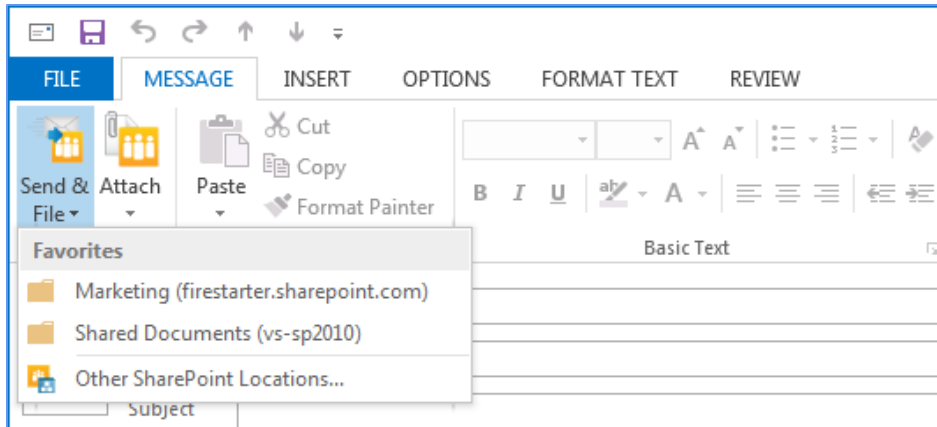 FILE MESSAGE INSERT OPTIONS FORMAT TEXT REVIEW
Send & File
Attach
Paste
Cut
Copy
Format Painter
B I U A
Basic Text
Favorites
Marketing (firestarter.sharepoint.com)
Shared Documents (vs-sp2010)
Other SharePoint Locations...
Subject